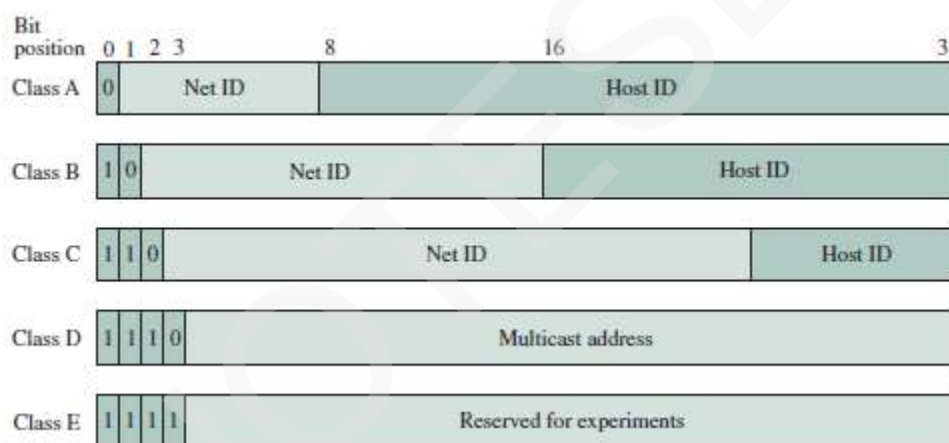 Bit
position 0 1 2 3 8 16 3
Class A 0 Net ID Host ID
Class B 1 0 Net ID Host ID
Class C 1 1 0 Net ID Host ID
Class D 1 1 1 0 Multicast address
Class E 1 1 1 1 Reserved for experiments